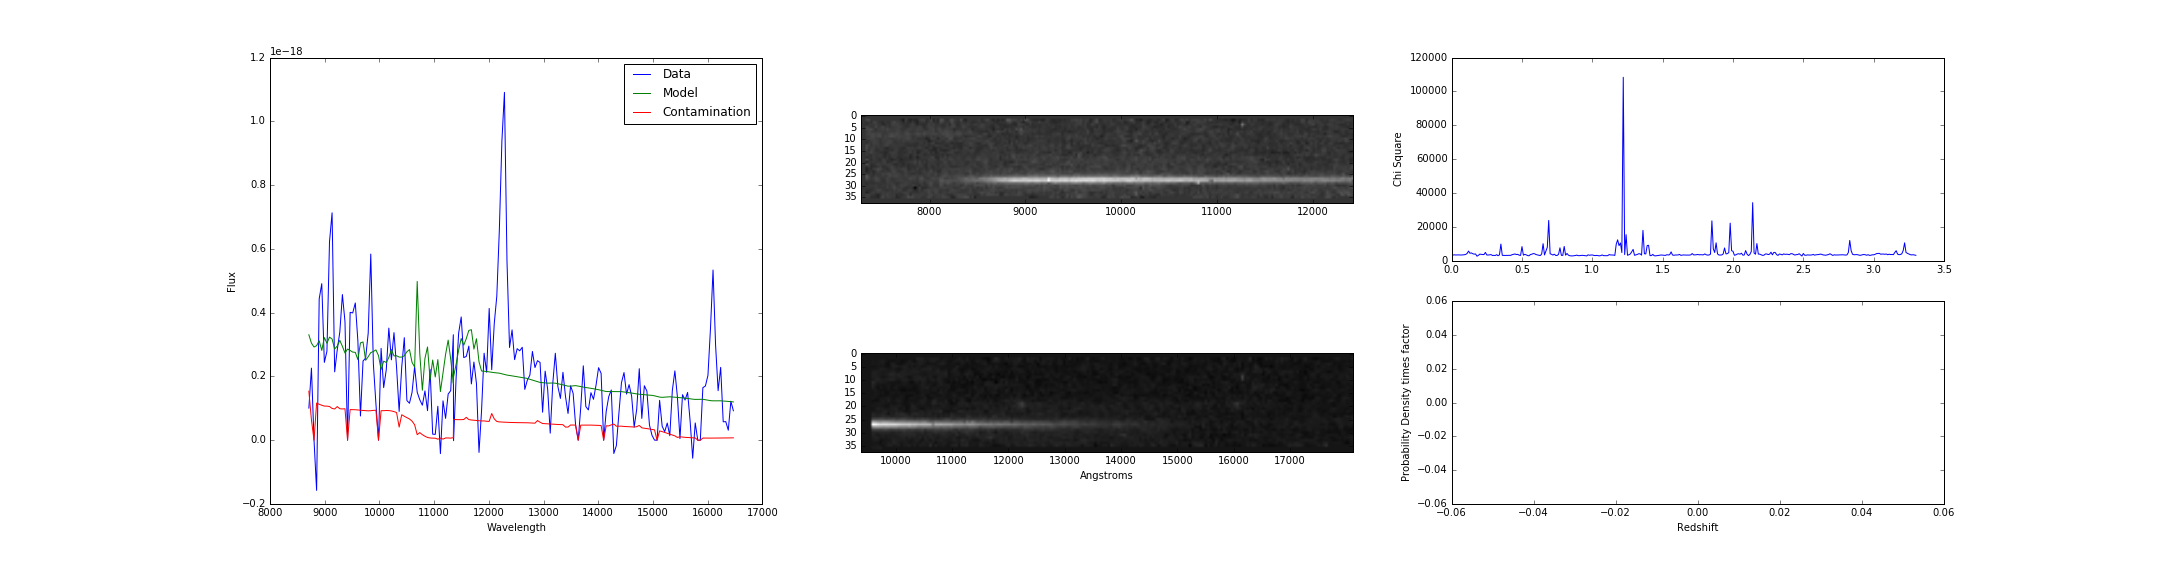 1e−18
1.2
1.0
0.8
0.6
0.4
0.2
0.0
−0.2
Flux
8000 9000 10000 11000 12000 13000 14000 15000 16000 17000
Wavelength
Data
Model
Contamination
0
5
10
15
20
25
30
35
8000 9000 10000 11000 12000
0
5
10
15
20
25
30
35
10000 11000 12000 13000 14000 15000 16000 17000
Angstroms
120000
100000
80000
60000
40000
20000
0
Chi Square
0.0 0.5 1.0 1.5 2.0 2.5 3.0 3.5
0.06
0.04
0.02
0.00
−0.02
−0.04
−0.06
Probability Density times factor
−0.06 −0.04 −0.02 0.00 0.02 0.04 0.06
Redshift